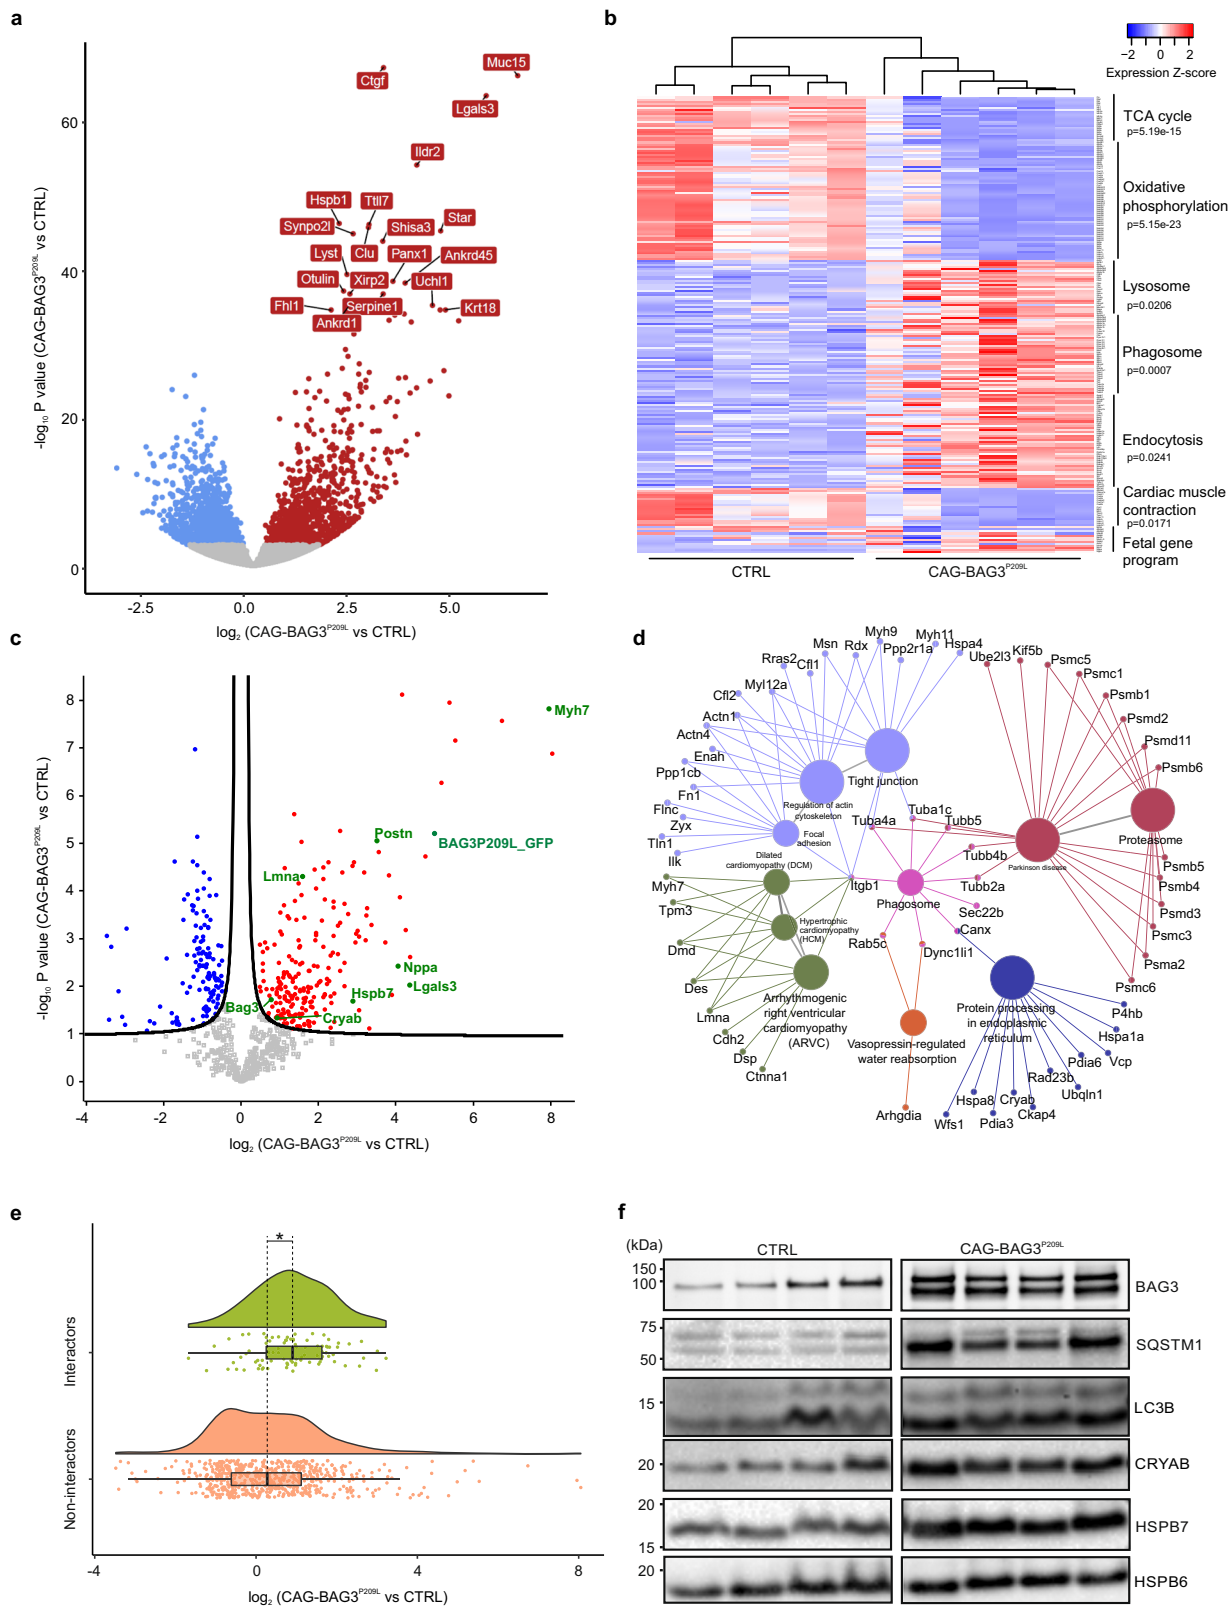 a
Ctgf
Muc15
Lgals3
Ildr2
Hspb1
Ttll7
Synpo2l
Shisa3
Star
Lyst
Clu
Panx1
Ankrd45
Otulin
Xirp2
Uchl1
Fhl1
Serpine1
Krt18
Ankrd1
60
40
20
0
-2.5
0.0
2.5
5.0
-log₁₀ P value (CAG-BAG3ᴾ²⁰⁹ᴸ vs CTRL)
log₂ (CAG-BAG3ᴾ²⁰⁹ᴸ vs CTRL)
b
−2 0 2
Expression Z-score
TCA cycle
p=5.19e-15
Oxidative
phosphorylation
p=5.15e-23
Lysosome
p=0.0206
Phagosome
p=0.0007
Endocytosis
p=0.0241
Cardiac muscle
contraction
p=0.0171
Fetal gene
program
CTRL
CAG-BAG3ᴾ²⁰⁹ᴸ
c
8
7
6
5
4
3
2
1
0
-4
-2
0
2
4
6
8
Myh7
Postn
BAG3P209L_GFP
Lmna
Nppa
Lgals3
Hspb7
Bag3
Cryab
-log₁₀ P value (CAG-BAG3ᴾ²⁰⁹ᴸ vs CTRL)
log₂ (CAG-BAG3ᴾ²⁰⁹ᴸ vs CTRL)
d
Myh9
Myh11
Msn
Rdx
Ppp2r1a
Hspa4
Rras2
Cfl1
Myl12a
Cfl2
Actn1
Actn4
Enah
Ppp1cb
Fn1
Flnc
Zyx
Tln1
Ilk
Myh7
Tpm3
Dmd
Des
Lmna
Cdh2
Dsp
Ctnna1
Tight junction
Regulation of actin
cytoskeleton
Focal
adhesion
Dilated
cardiomyopathy (DCM)
Hypertrophic
cardiomyopathy
(HCM)
Arrhythmogenic
right ventricular
cardiomyopathy
(ARVC)
Itgb1
Tuba4a
Tuba1c
Tubb5
Tubb4b
Tubb2a
Phagosome
Sec22b
Canx
Rab5c
Dync1li1
Vasopressin-regulated
water reabsorption
Arhgdia
Ube2l3
Kif5b
Psmc5
Psmc1
Psmb1
Psmd2
Psmd11
Psmb6
Proteasome
Parkinson disease
Psmb5
Psmb4
Psmd3
Psmc3
Psma2
Psmc6
Protein processing
in endoplasmic
reticulum
P4hb
Hspa1a
Vcp
Pdia6
Ubqln1
Rad23b
Ckap4
Cryab
Pdia3
Hspa8
Wfs1
e
*
Interactors
Non-interactors
-4
0
4
8
log₂ (CAG-BAG3ᴾ²⁰⁹ᴸ vs CTRL)
f
(kDa)
CTRL
CAG-BAG3ᴾ²⁰⁹ᴸ
150
100
BAG3
75
50
SQSTM1
15
LC3B
20
CRYAB
20
15
HSPB7
20
HSPB6